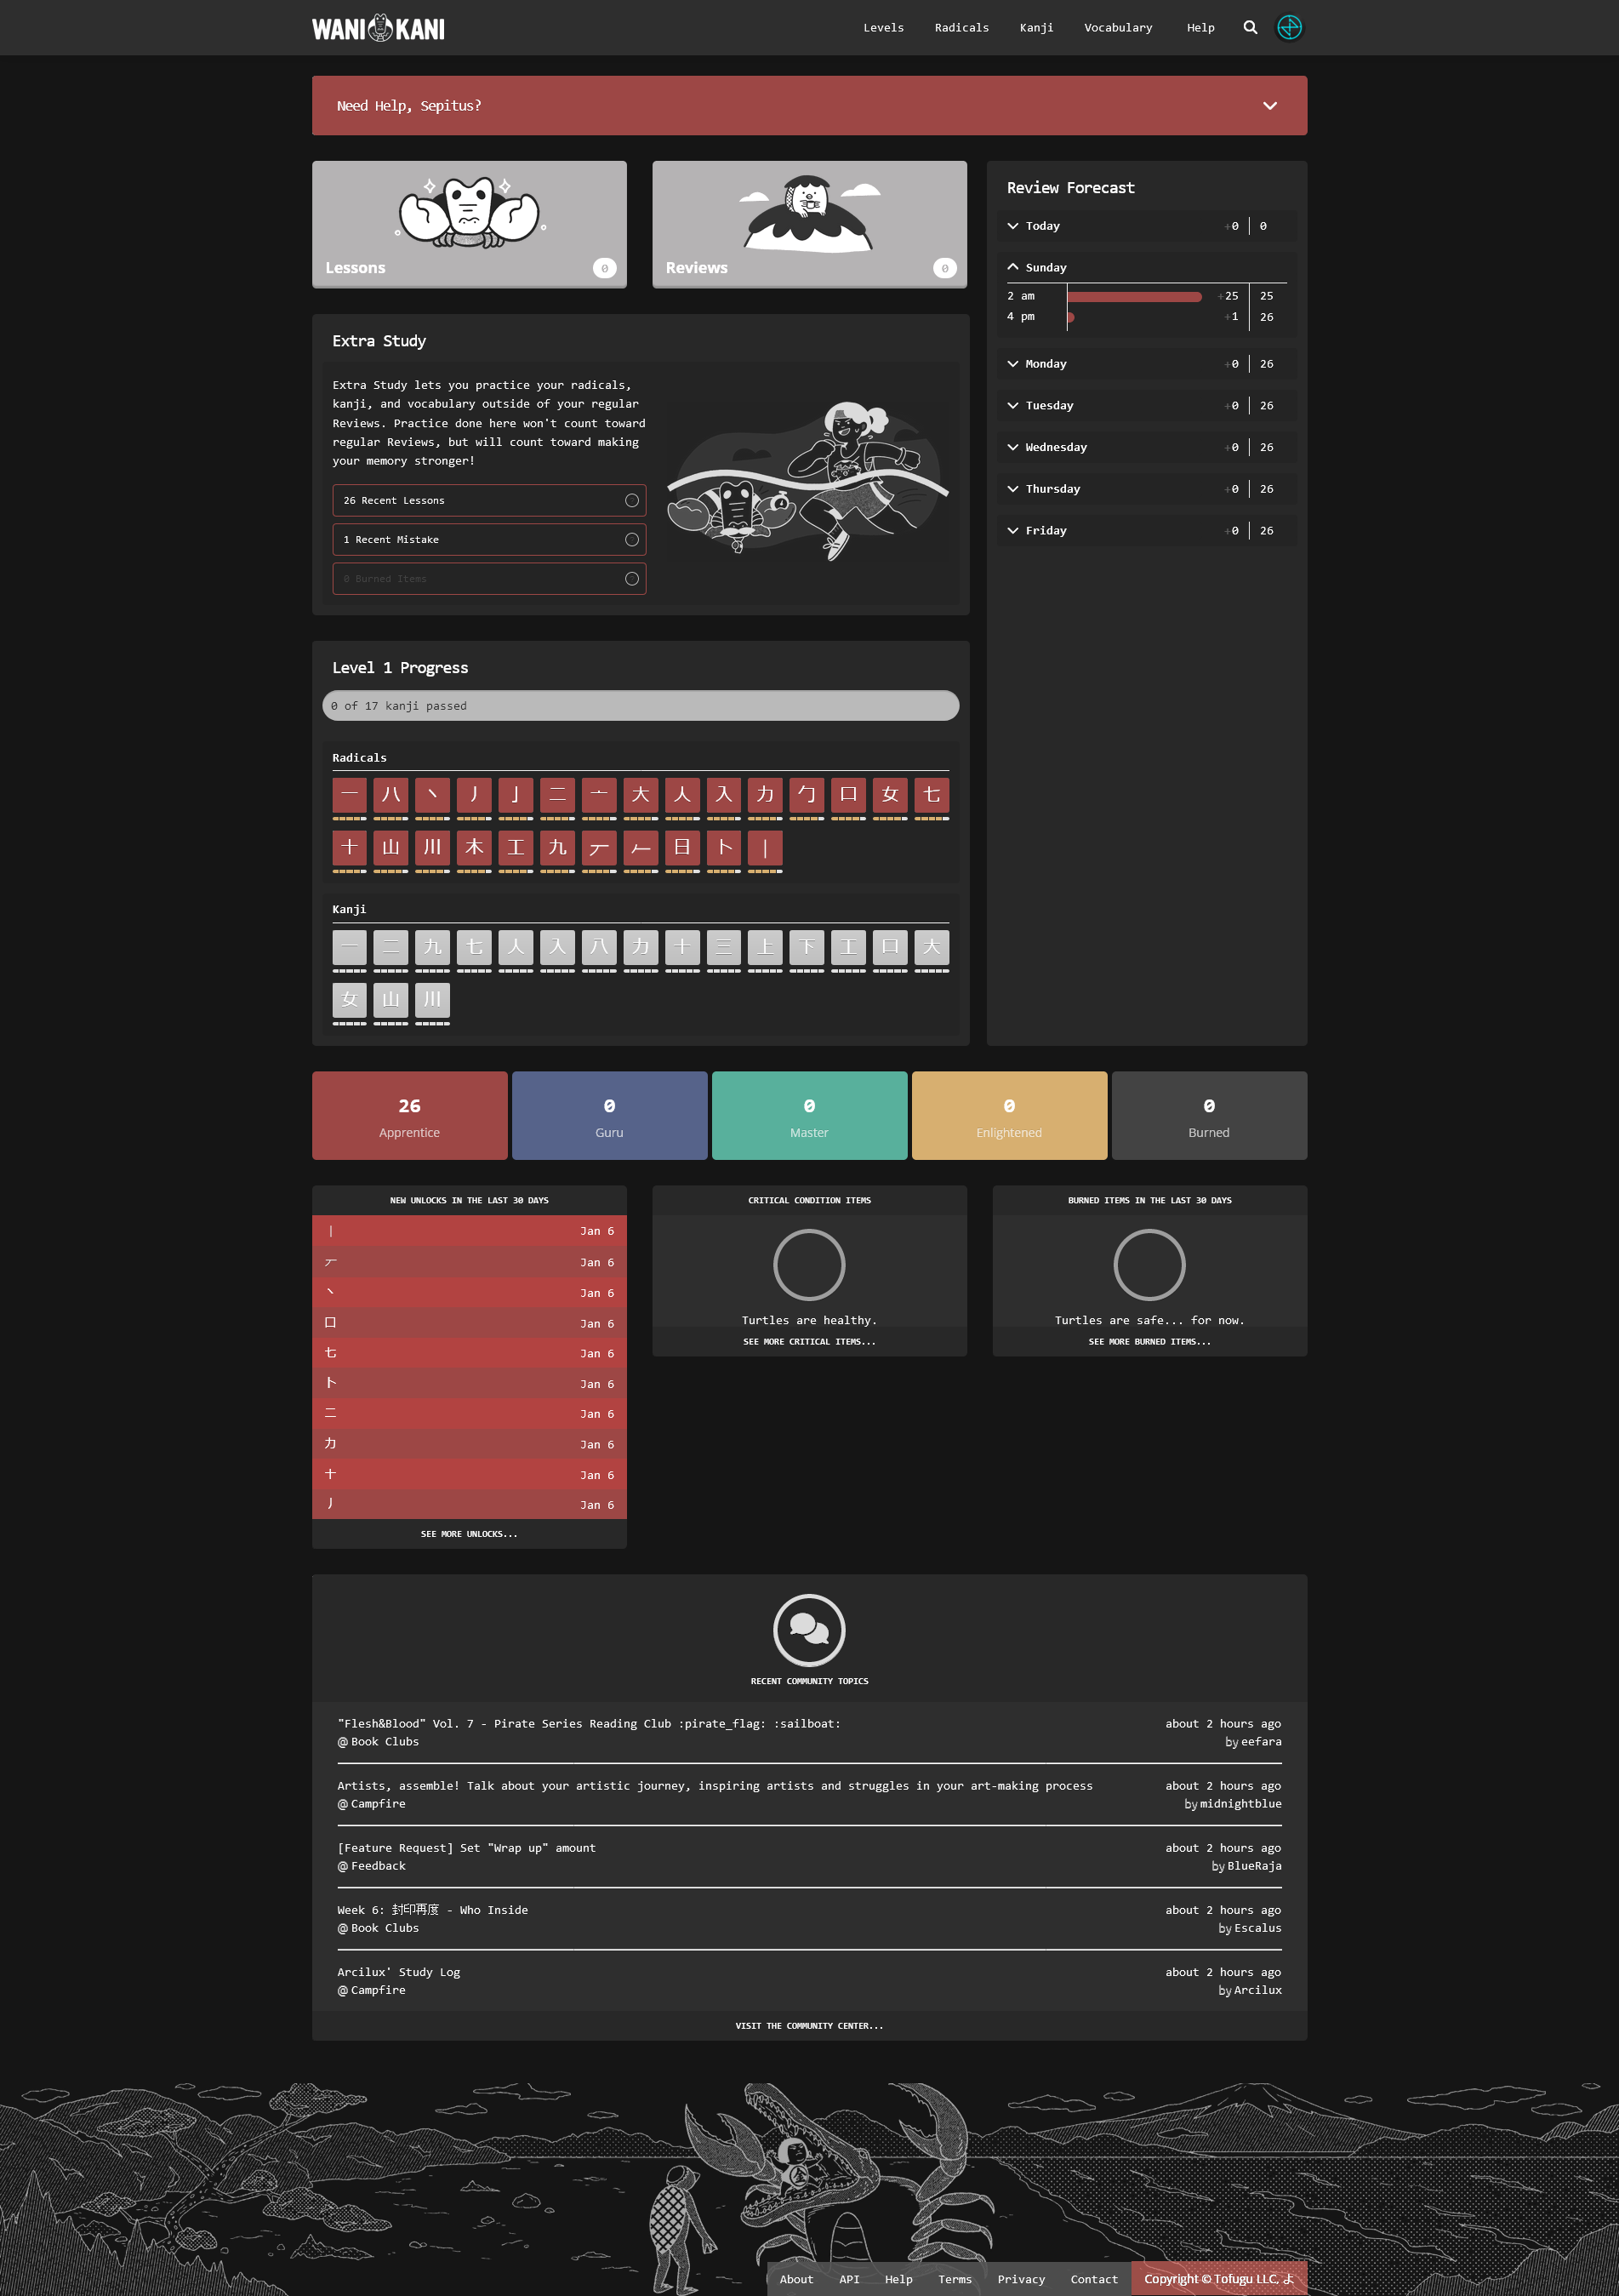 WANI KANI
Levels Radicals Kanji Vocabulary Help
Need Help, Sepitus?
Lessons 0
Reviews 0
Review Forecast
Today +0 0
Sunday
2 am +25 25
4 pm +1 26
Monday +0 26
Tuesday +0 26
Wednesday +0 26
Thursday +0 26
Friday +0 26
Extra Study
Extra Study lets you practice your radicals,
kanji, and vocabulary outside of your regular
Reviews. Practice done here won't count toward
regular Reviews, but will count toward making
your memory stronger!
26 Recent Lessons
1 Recent Mistake
0 Burned Items
Level 1 Progress
0 of 17 kanji passed
Radicals
一 八 丶 丿 亅 二 亠 大 人 入 力 勹 口 女 七
十 山 川 木 工 九 丆 𠂉 日 卜 |
Kanji
一 二 九 七 人 入 八 力 十 三 上 下 工 口 大
女 山 川
26 0 0 0 0
Apprentice Guru Master Enlightened Burned
NEW UNLOCKS IN THE LAST 30 DAYS
| Jan 6
丆 Jan 6
丶 Jan 6
口 Jan 6
七 Jan 6
卜 Jan 6
二 Jan 6
力 Jan 6
十 Jan 6
丿 Jan 6
SEE MORE UNLOCKS...
CRITICAL CONDITION ITEMS
Turtles are healthy.
SEE MORE CRITICAL ITEMS...
BURNED ITEMS IN THE LAST 30 DAYS
Turtles are safe... for now.
SEE MORE BURNED ITEMS...
RECENT COMMUNITY TOPICS
"Flesh&Blood" Vol. 7 - Pirate Series Reading Club :pirate_flag: :sailboat: about 2 hours ago
@ Book Clubs by eefara
Artists, assemble! Talk about your artistic journey, inspiring artists and struggles in your art-making process about 2 hours ago
@ Campfire by midnightblue
[Feature Request] Set "Wrap up" amount about 2 hours ago
@ Feedback by BlueRaja
Week 6: 封印再度 - Who Inside about 2 hours ago
@ Book Clubs by Escalus
Arcilux' Study Log about 2 hours ago
@ Campfire by Arcilux
VISIT THE COMMUNITY CENTER...
About API Help Terms Privacy Contact Copyright © Tofugu LLC, よ